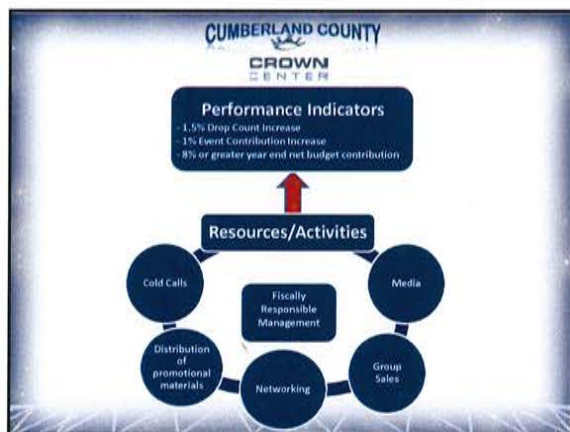 CUMBERLAND COUNTY
CROWN
CENTER
Performance Indicators
- 1.5% Drop Count Increase
- 1% Event Contribution Increase
- 8% or greater year end net budget contribution
Resources/Activities
Cold Calls
Media
Fiscally
Responsible
Management
Distribution
of
promotional
materials
Networking
Group
Sales